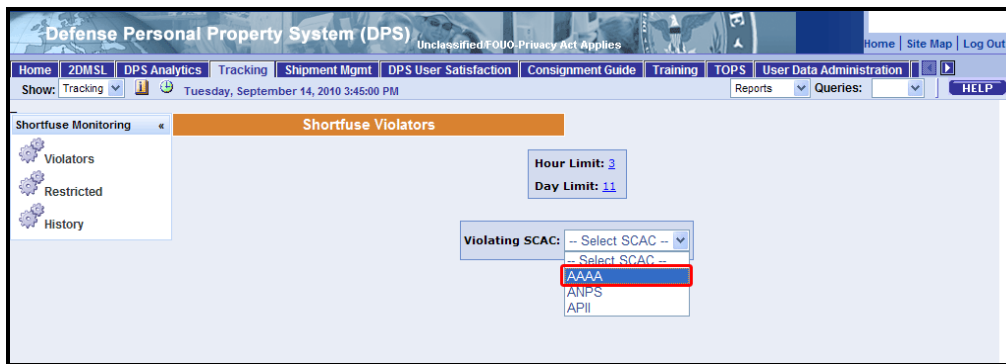 Defense Personal Property System (DPS) Unclassified/FOUO-Privacy Act Applies
Home | Site Map | Log Out
Home 2DMSL DPS Analytics Tracking Shipment Mgmt DPS User Satisfaction Consignment Guide Training TOPS User Data Administration
Show: Tracking Tuesday, September 14, 2010 3:45:00 PM Reports Queries: HELP
Shortfuse Monitoring « Shortfuse Violators
Violators
Restricted
History
Hour Limit: 3
Day Limit: 11
Violating SCAC: -- Select SCAC --
-- Select SCAC --
AAAA
ANPS
APII